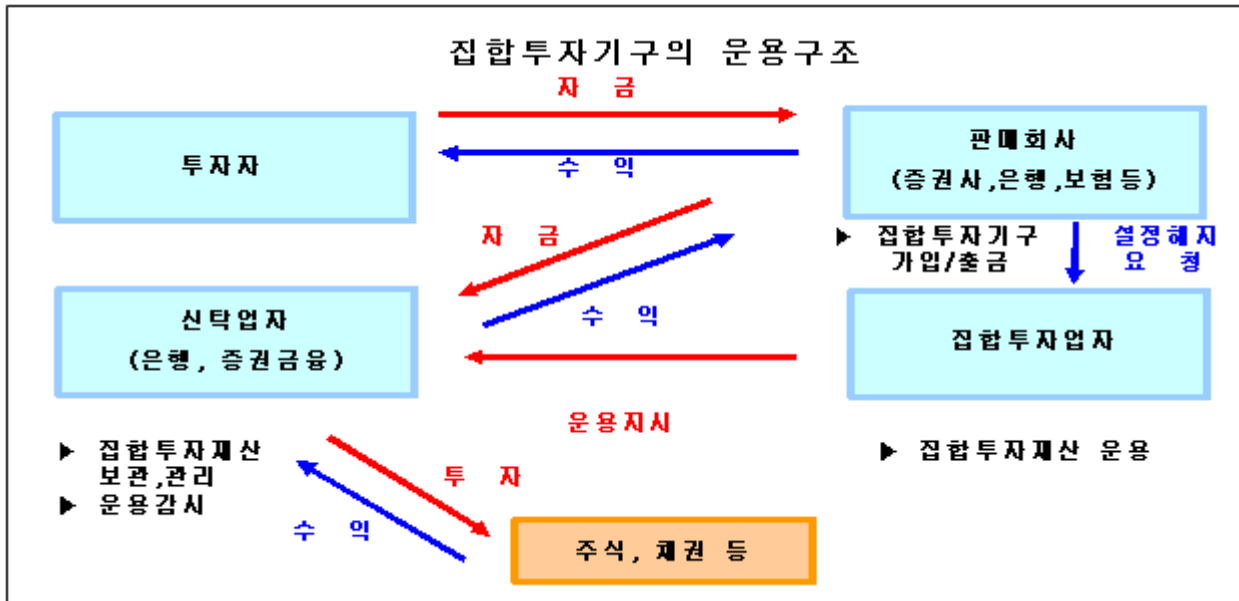 집합투자기구의 운용구조
자 금
투자자
수 익
판매회사
(증권사,은행,보험등)
자 금
▶ 집합투자기구
가입/출금
설정해지
요 청
신탁업자
(은행, 증권금융)
수 익
집합투자업자
운용지시
▶ 집합투자재산
보관,관리
▶ 운용감시
▶ 집합투자재산 운용
투 자
수 익
주식, 채권 등